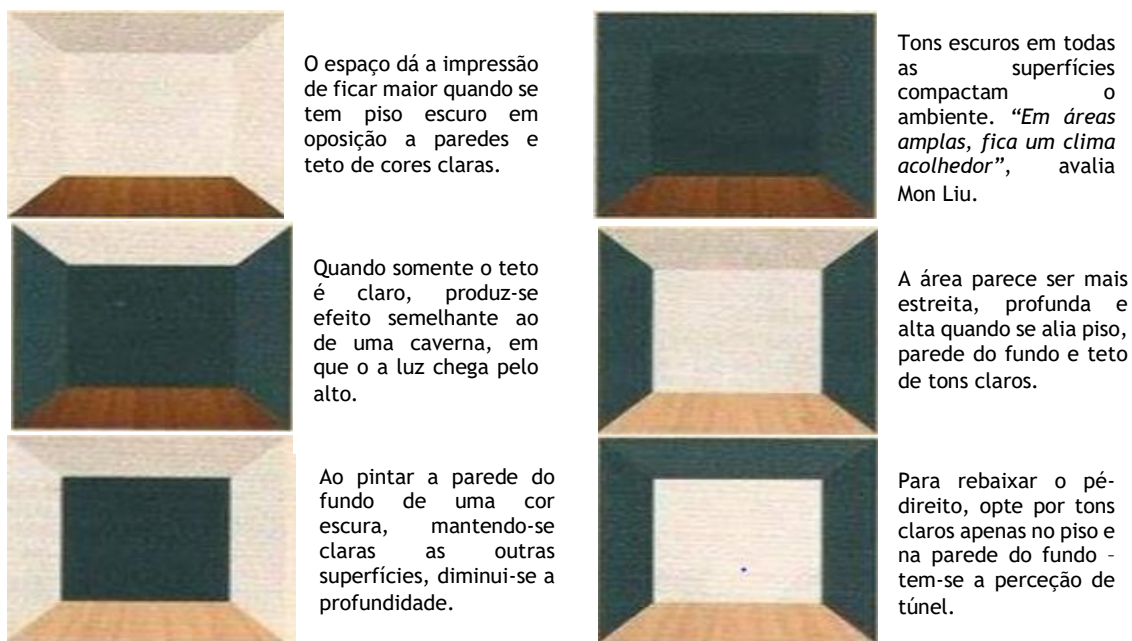 O espaço dá a impressão
de ficar maior quando se
tem piso escuro em
oposição a paredes e
teto de cores claras.
Tons escuros em todas
as superfícies
compactam o
ambiente. “Em áreas
amplas, fica um clima
acolhedor”, avalia
Mon Liu.
Quando somente o teto
é claro, produz-se
efeito semelhante ao
de uma caverna, em
que o a luz chega pelo
alto.
A área parece ser mais
estreita, profunda e
alta quando se alia piso,
parede do fundo e teto
de tons claros.
Ao pintar a parede do
fundo de uma cor
escura, mantendo-se
claras as outras
superfícies, diminui-se a
profundidade.
Para rebaixar o pé-
direito, opte por tons
claros apenas no piso e
na parede do fundo –
tem-se a perceção de
túnel.